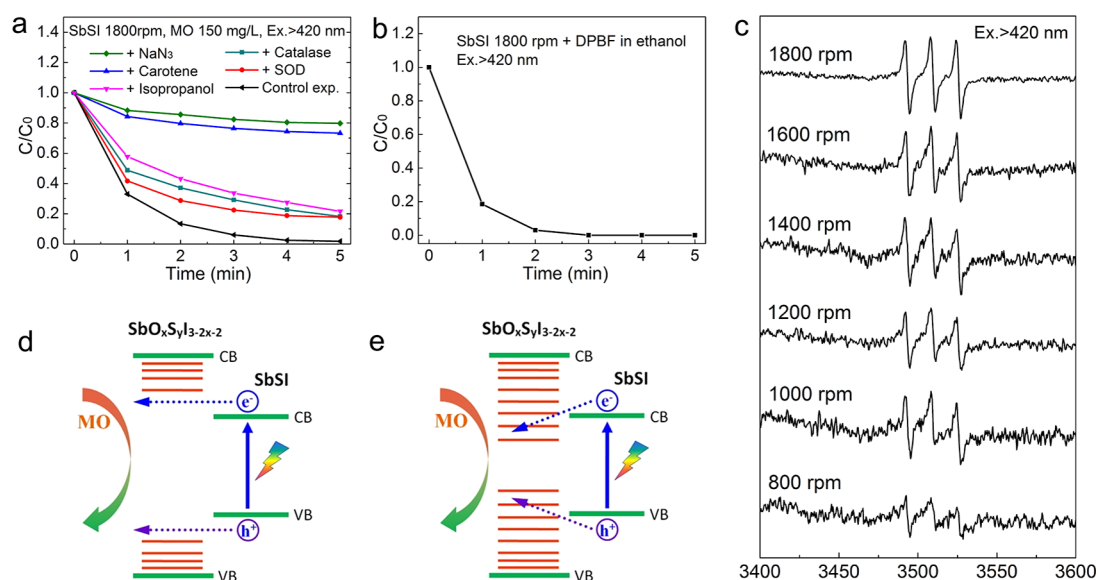 a
SbSI 1800rpm, MO 150 mg/L, Ex.>420 nm
+ NaN₃
+ Catalase
+ Carotene
+ SOD
+ Isopropanol
Control exp.
C/C₀
1.4
1.2
1.0
0.8
0.6
0.4
0.2
0.0
0 1 2 3 4 5
Time (min)
b
SbSI 1800 rpm + DPBF in ethanol
Ex.>420 nm
C/C₀
1.2
1.0
0.8
0.6
0.4
0.2
0.0
0 1 2 3 4 5
Time (min)
c
Ex.>420 nm
1800 rpm
1600 rpm
1400 rpm
1200 rpm
1000 rpm
800 rpm
3400 3450 3500 3550 3600
d
SbOₓSᵧI₃₋₂ₓ₋₂
CB
SbSI
e⁻
CB
MO
VB
h⁺
VB
e
SbOₓSᵧI₃₋₂ₓ₋₂
CB
SbSI
e⁻
CB
MO
VB
h⁺
VB